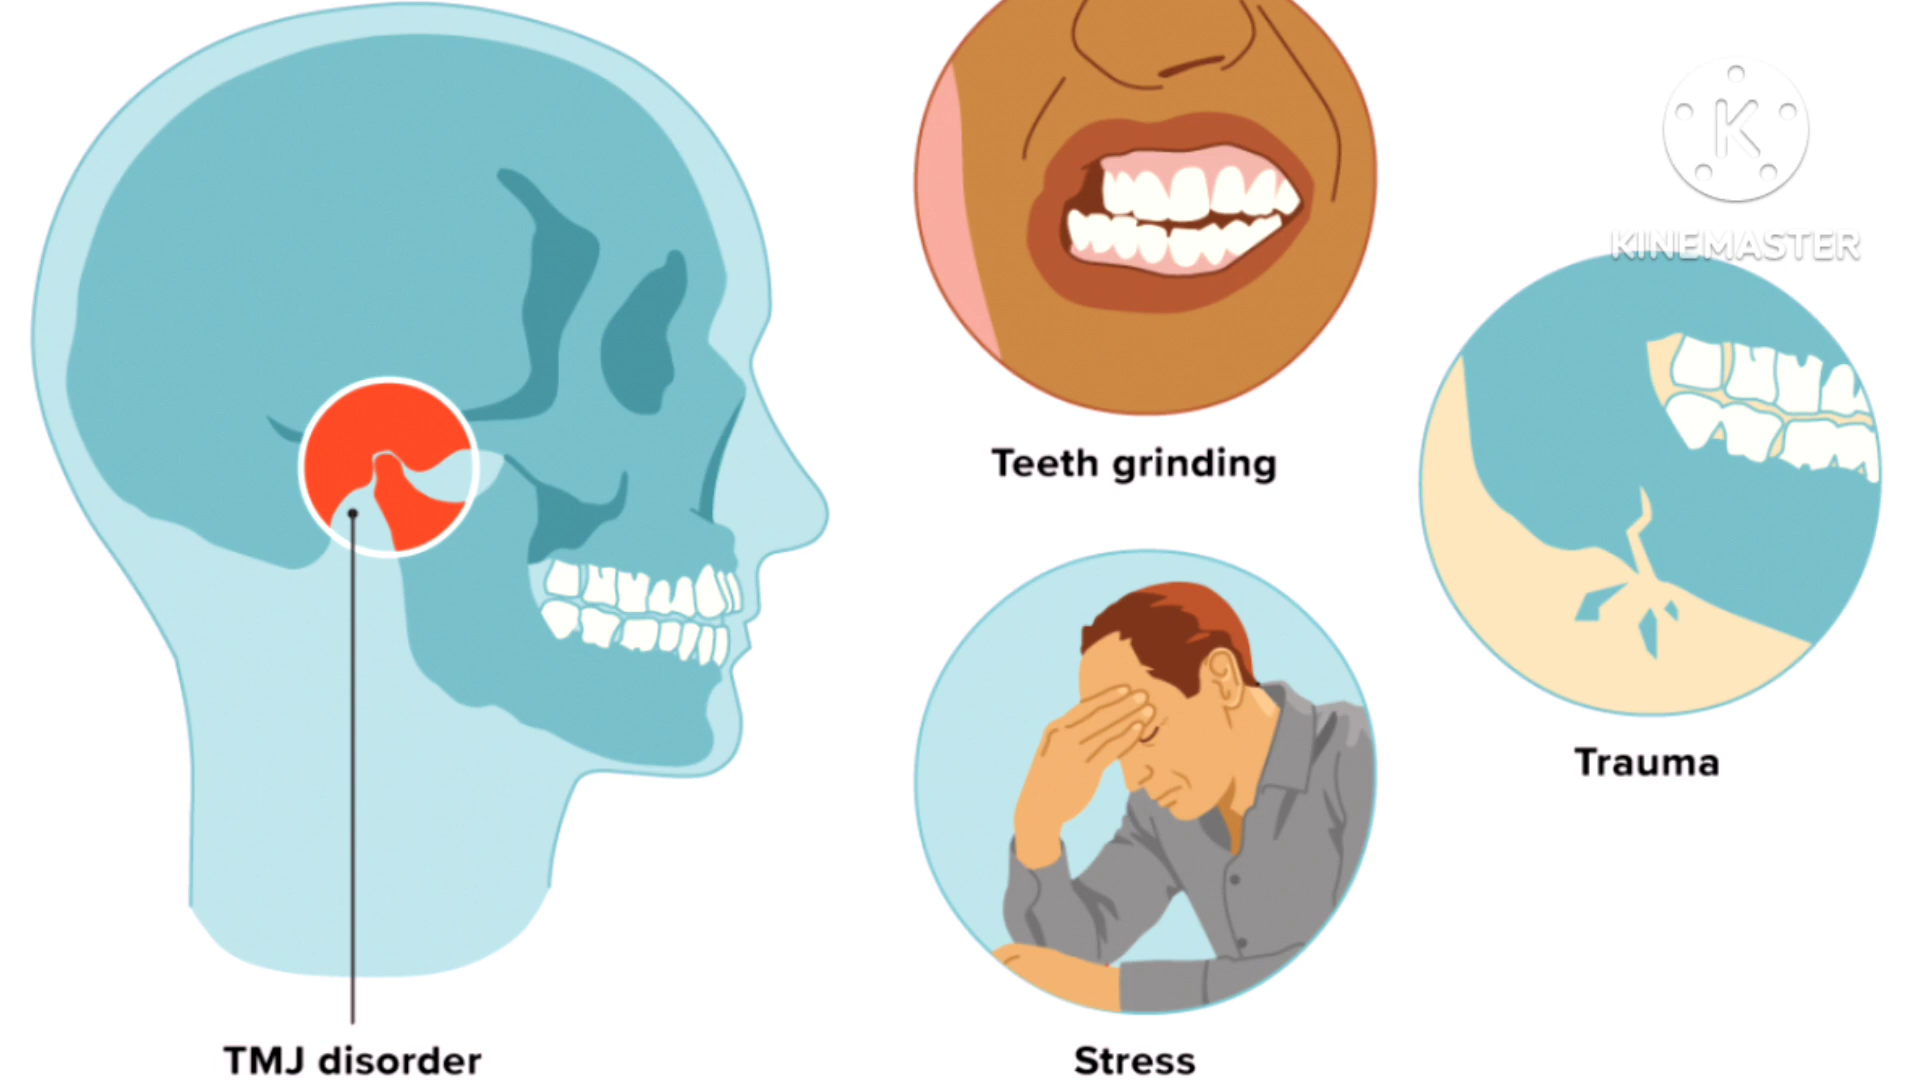 K
KINEMASTER
Teeth grinding
Trauma
TMJ disorder
Stress